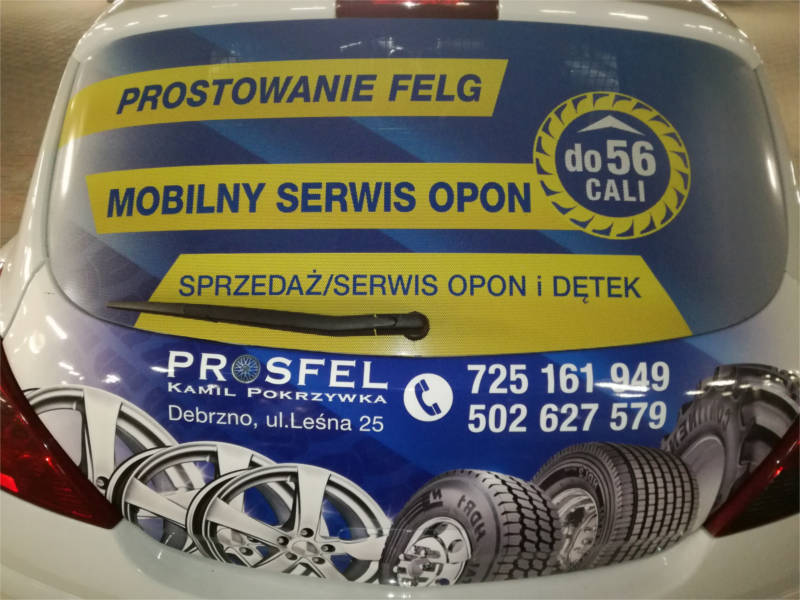 PROSTOWANIE FELG
do 56
CALI
MOBILNY SERWIS OPON
SPRZEDAŻ/SERWIS OPON i DĘTEK
PROSFEL
KAMIL POKRZYWKA
Debrzno, ul.Leśna 25
725 161 949
502 627 579
HDR1